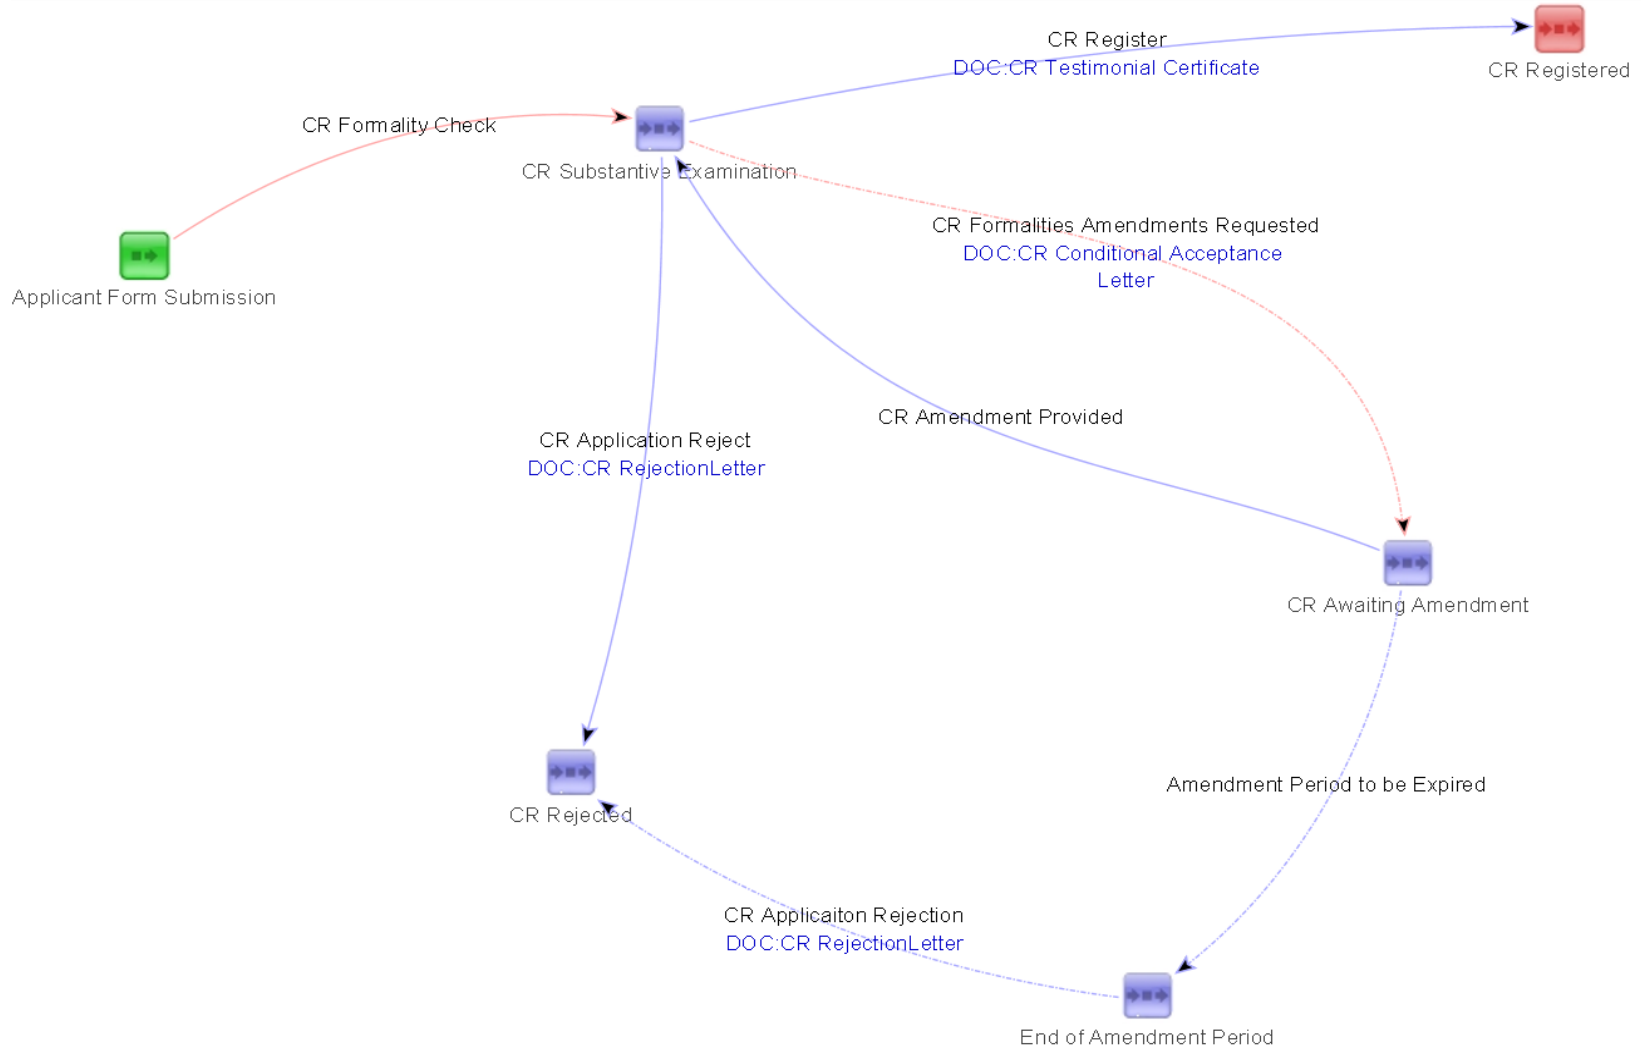 CR Register
DOC:CR Testimonial Certificate
CR Registered
CR Formality Check
CR Substantive Examination
CR Formalities Amendments Requested
DOC:CR Conditional Acceptance
Letter
Applicant Form Submission
CR Amendment Provided
CR Application Reject
DOC:CR RejectionLetter
CR Awaiting Amendment
Amendment Period to be Expired
CR Rejected
CR Applicaiton Rejection
DOC:CR RejectionLetter
End of Amendment Period